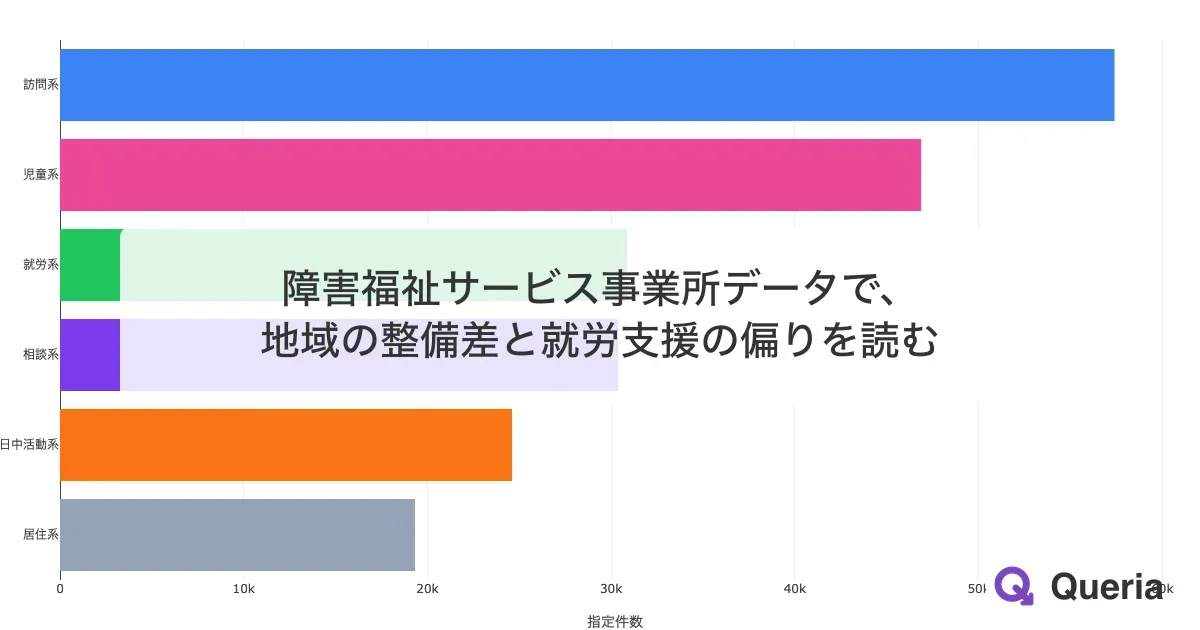 訪問系
児童系
就労系
相談系
日中活動系
居住系
障害福祉サービス事業所データで、
地域の整備差と就労支援の偏りを読む
0
10k
20k
30k
40k
50k
指定件数
Queria